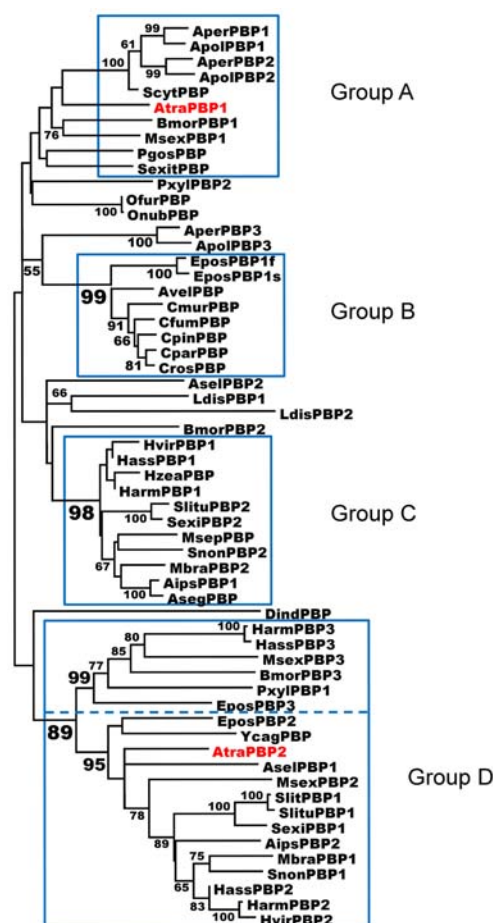 99 AperPBP1
61 ApolPBP1
AperPBP2
100 99 ApolPBP2
ScytPBP
Group A
AtraPBP1
BmorPBP1
76 MsexPBP1
PgosPBP
SexitPBP
PxylPBP2
OfurPBP
100 OnubPBP
AperPBP3
100 ApolPBP3
55 EposPBP1f
100 EposPBP1s
99 AvelPBP
CmurPBP
Group B
91 CfumPBP
66 CpinPBP
CparPBP
81 CrosPBP
AselPBP2
66 LdisPBP1
LdisPBP2
BmorPBP2
HvirPBP1
HassPBP1
HzeaPBP
HarmPBP1
98 SlituPBP2
Group C
100 SexiPBP2
MsepPBP
67 SnonPBP2
MbraPBP2
AipsPBP1
100 AsegPBP
DindPBP
100 HarmPBP3
80 HassPBP3
85 MsexPBP3
77 BmorPBP3
99 PxylPBP1
EposPBP3
89 EposPBP2
YcagPBP
95 AtraPBP2
AselPBP1
Group D
MsexPBP2
78 100 SlitPBP1
100 SlituPBP1
SexiPBP1
89 AipsPBP2
75 MbraPBP1
65 SnonPBP1
HassPBP2
83 HarmPBP2
100 HvirPBP2